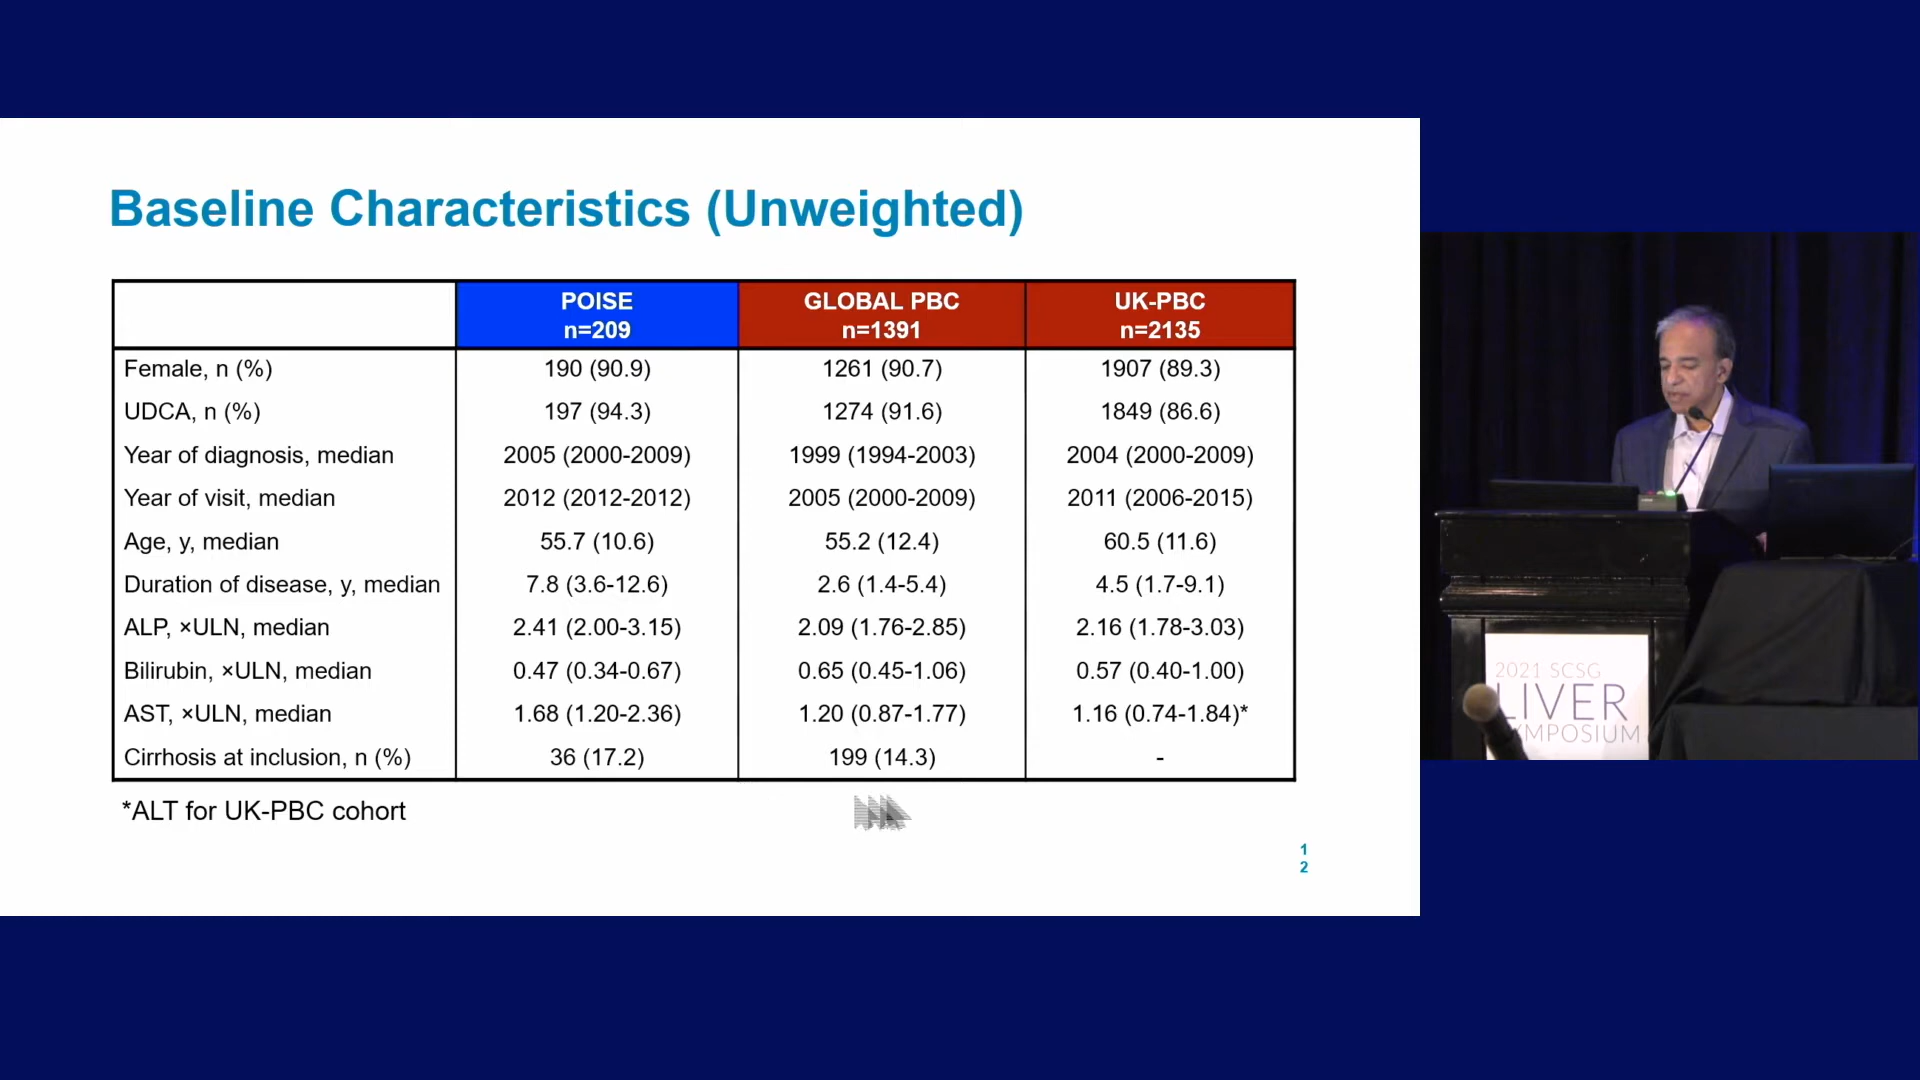 Baseline Characteristics (Unweighted)
POISE
n=209
GLOBAL PBC
n=1391
UK-PBC
n=2135
Female, n (%) 190 (90.9) 1261 (90.7) 1907 (89.3)
UDCA, n (%) 197 (94.3) 1274 (91.6) 1849 (86.6)
Year of diagnosis, median 2005 (2000-2009) 1999 (1994-2003) 2004 (2000-2009)
Year of visit, median 2012 (2012-2012) 2005 (2000-2009) 2011 (2006-2015)
Age, y, median 55.7 (10.6) 55.2 (12.4) 60.5 (11.6)
Duration of disease, y, median 7.8 (3.6-12.6) 2.6 (1.4-5.4) 4.5 (1.7-9.1)
ALP, ×ULN, median 2.41 (2.00-3.15) 2.09 (1.76-2.85) 2.16 (1.78-3.03)
Bilirubin, ×ULN, median 0.47 (0.34-0.67) 0.65 (0.45-1.06) 0.57 (0.40-1.00)
AST, ×ULN, median 1.68 (1.20-2.36) 1.20 (0.87-1.77) 1.16 (0.74-1.84)*
Cirrhosis at inclusion, n (%) 36 (17.2) 199 (14.3) -
*ALT for UK-PBC cohort
1
2
2021 SCSG
LIVER
SYMPOSIUM